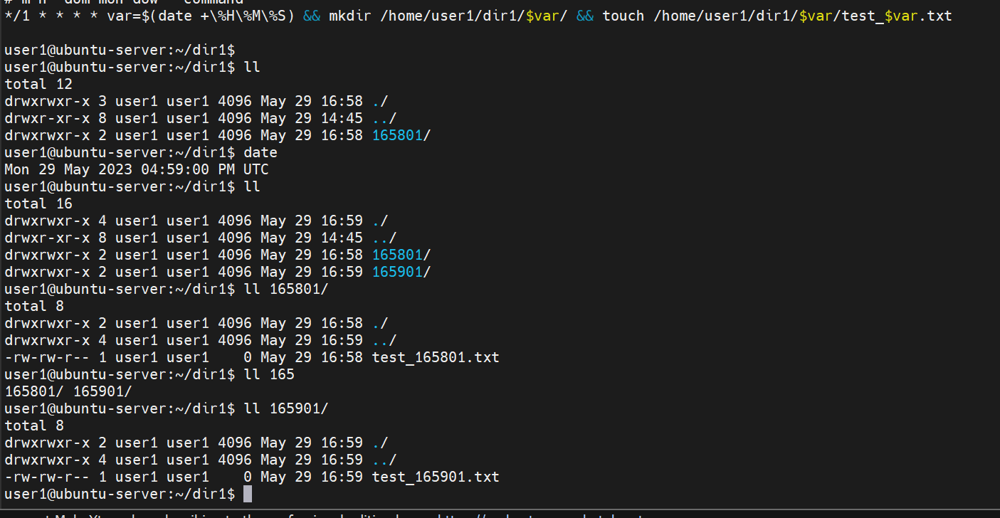 # m h  dom mon dow   command
*/1 * * * * var=$(date +\%H\%M\%S) && mkdir /home/user1/dir1/$var/ && touch /home/user1/dir1/$var/test_$var.txt
user1@ubuntu-server:~/dir1$
user1@ubuntu-server:~/dir1$ ll
total 12
drwxrwxr-x 3 user1 user1 4096 May 29 16:58 ./
drwxr-xr-x 8 user1 user1 4096 May 29 14:45 ../
drwxrwxr-x 2 user1 user1 4096 May 29 16:58 165801/
user1@ubuntu-server:~/dir1$ date
Mon 29 May 2023 04:59:00 PM UTC
user1@ubuntu-server:~/dir1$ ll
total 16
drwxrwxr-x 4 user1 user1 4096 May 29 16:59 ./
drwxr-xr-x 8 user1 user1 4096 May 29 14:45 ../
drwxrwxr-x 2 user1 user1 4096 May 29 16:58 165801/
drwxrwxr-x 2 user1 user1 4096 May 29 16:59 165901/
user1@ubuntu-server:~/dir1$ ll 165801/
total 8
drwxrwxr-x 2 user1 user1 4096 May 29 16:58 ./
drwxrwxr-x 4 user1 user1 4096 May 29 16:59 ../
-rw-rw-r-- 1 user1 user1    0 May 29 16:58 test_165801.txt
user1@ubuntu-server:~/dir1$ ll 165
165801/ 165901/
user1@ubuntu-server:~/dir1$ ll 165901/
total 8
drwxrwxr-x 2 user1 user1 4096 May 29 16:59 ./
drwxrwxr-x 4 user1 user1 4096 May 29 16:59 ../
-rw-rw-r-- 1 user1 user1    0 May 29 16:59 test_165901.txt
user1@ubuntu-server:~/dir1$